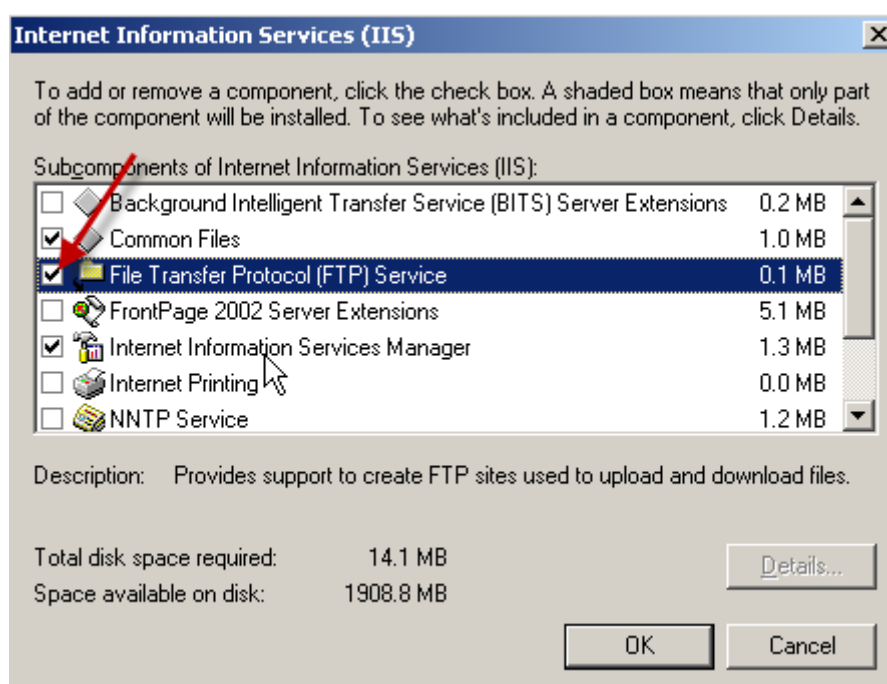 Internet Information Services (IIS)
To add or remove a component, click the check box. A shaded box means that only part
of the component will be installed. To see what's included in a component, click Details.
Subcomponents of Internet Information Services (IIS):
Background Intelligent Transfer Service (BITS) Server Extensions 0.2 MB
Common Files 1.0 MB
File Transfer Protocol (FTP) Service 0.1 MB
FrontPage 2002 Server Extensions 5.1 MB
Internet Information Services Manager 1.3 MB
Internet Printing 0.0 MB
NNTP Service 1.2 MB
Description: Provides support to create FTP sites used to upload and download files.
Total disk space required: 14.1 MB
Details...
Space available on disk: 1908.8 MB
OK Cancel